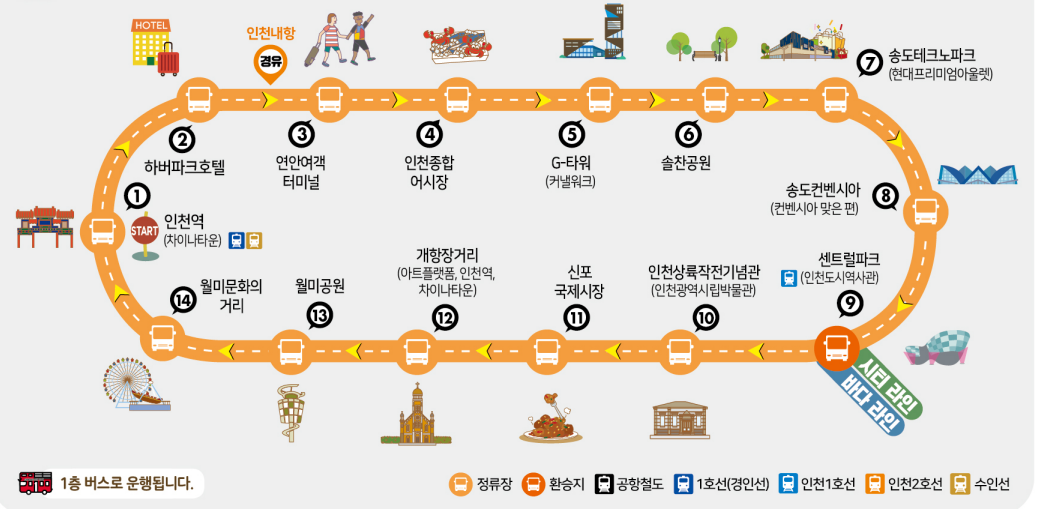 HOTEL
인천내항
경유
②
하버파크호텔
③
연안여객
터미널
④
인천종합
어시장
⑤
G-타워
(커낼워크)
⑥
솔찬공원
⑦
송도테크노파크
(현대프리미엄아울렛)
⑧
송도컨벤시아
(컨벤시아 맞은 편)
⑨
센트럴파크
(인천도시역사관)
시티 라인
바다 라인
⑩
인천상륙작전기념관
(인천광역시립박물관)
⑪
신포
국제시장
⑫
개항장거리
(아트플랫폼, 인천역,
차이나타운)
⑬
월미공원
⑭
월미문화의
거리
①
START
인천역
(차이나타운)
1층 버스로 운행됩니다.
정류장 환승지 공항철도 1호선(경인선) 인천1호선 인천2호선 수인선